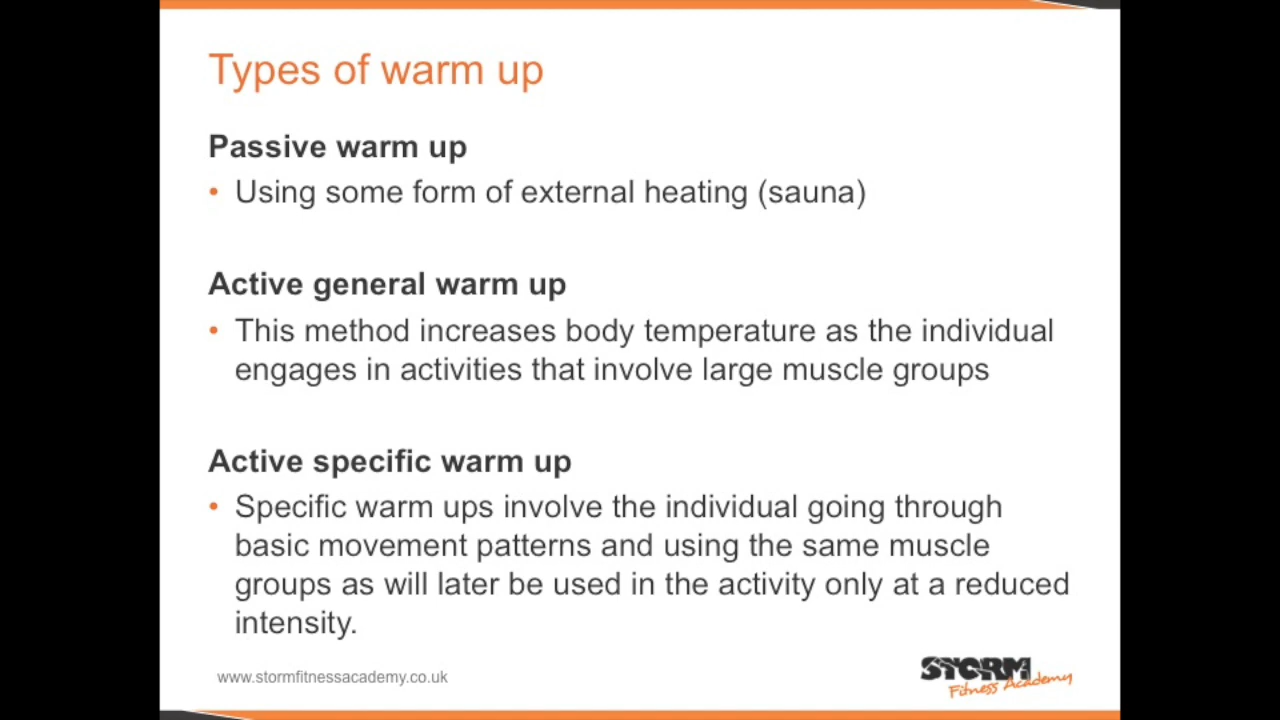 Types of warm up
Passive warm up
• Using some form of external heating (sauna)
Active general warm up
• This method increases body temperature as the individual
engages in activities that involve large muscle groups
Active specific warm up
• Specific warm ups involve the individual going through
basic movement patterns and using the same muscle
groups as will later be used in the activity only at a reduced
intensity.
www.stormfitnessacademy.co.uk
STORM
Fitness Academy